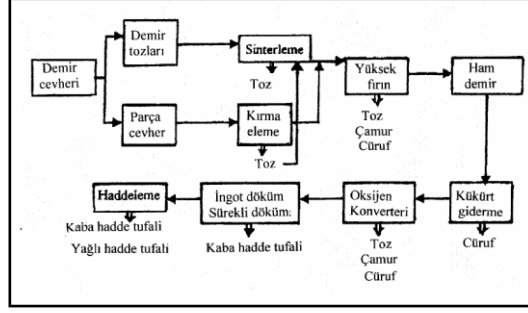 Demir
tozları
Sinterleme
Toz
Demir
cevheri
Yüksek
fırın
Toz
Çamur
Cüruf
Ham
demir
Parça
cevher
Kırma
eleme
Toz
Haddeleme
Kaba hadde tufali
Yağlı hadde tufali
İngot döküm
Sürekli döküm
Kaba hadde tufali
Oksijen
Konverteri
Toz
Çamur
Cüruf
Kükürt
giderme
Cüruf